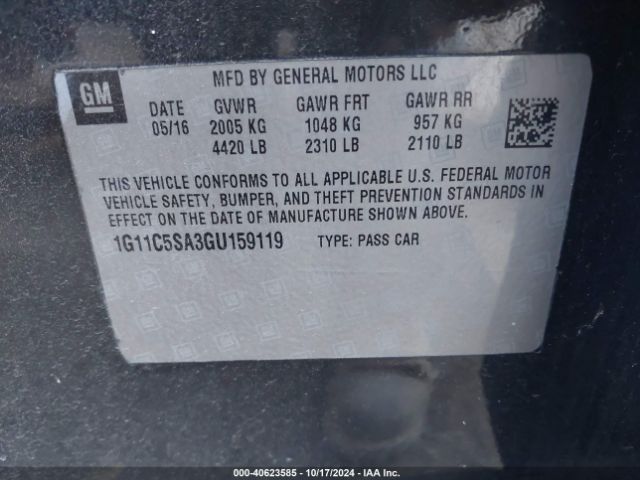 GM
MFD BY GENERAL MOTORS LLC
DATE GVWR GAWR FRT GAWR RR
05/16 2005 KG 1048 KG 957 KG
4420 LB 2310 LB 2110 LB
THIS VEHICLE CONFORMS TO ALL APPLICABLE U.S. FEDERAL MOTOR
VEHICLE SAFETY, BUMPER, AND THEFT PREVENTION STANDARDS IN
EFFECT ON THE DATE OF MANUFACTURE SHOWN ABOVE.
1G11C5SA3GU159119 TYPE: PASS CAR
000-40623585 - 10/17/2024 - IAA Inc.